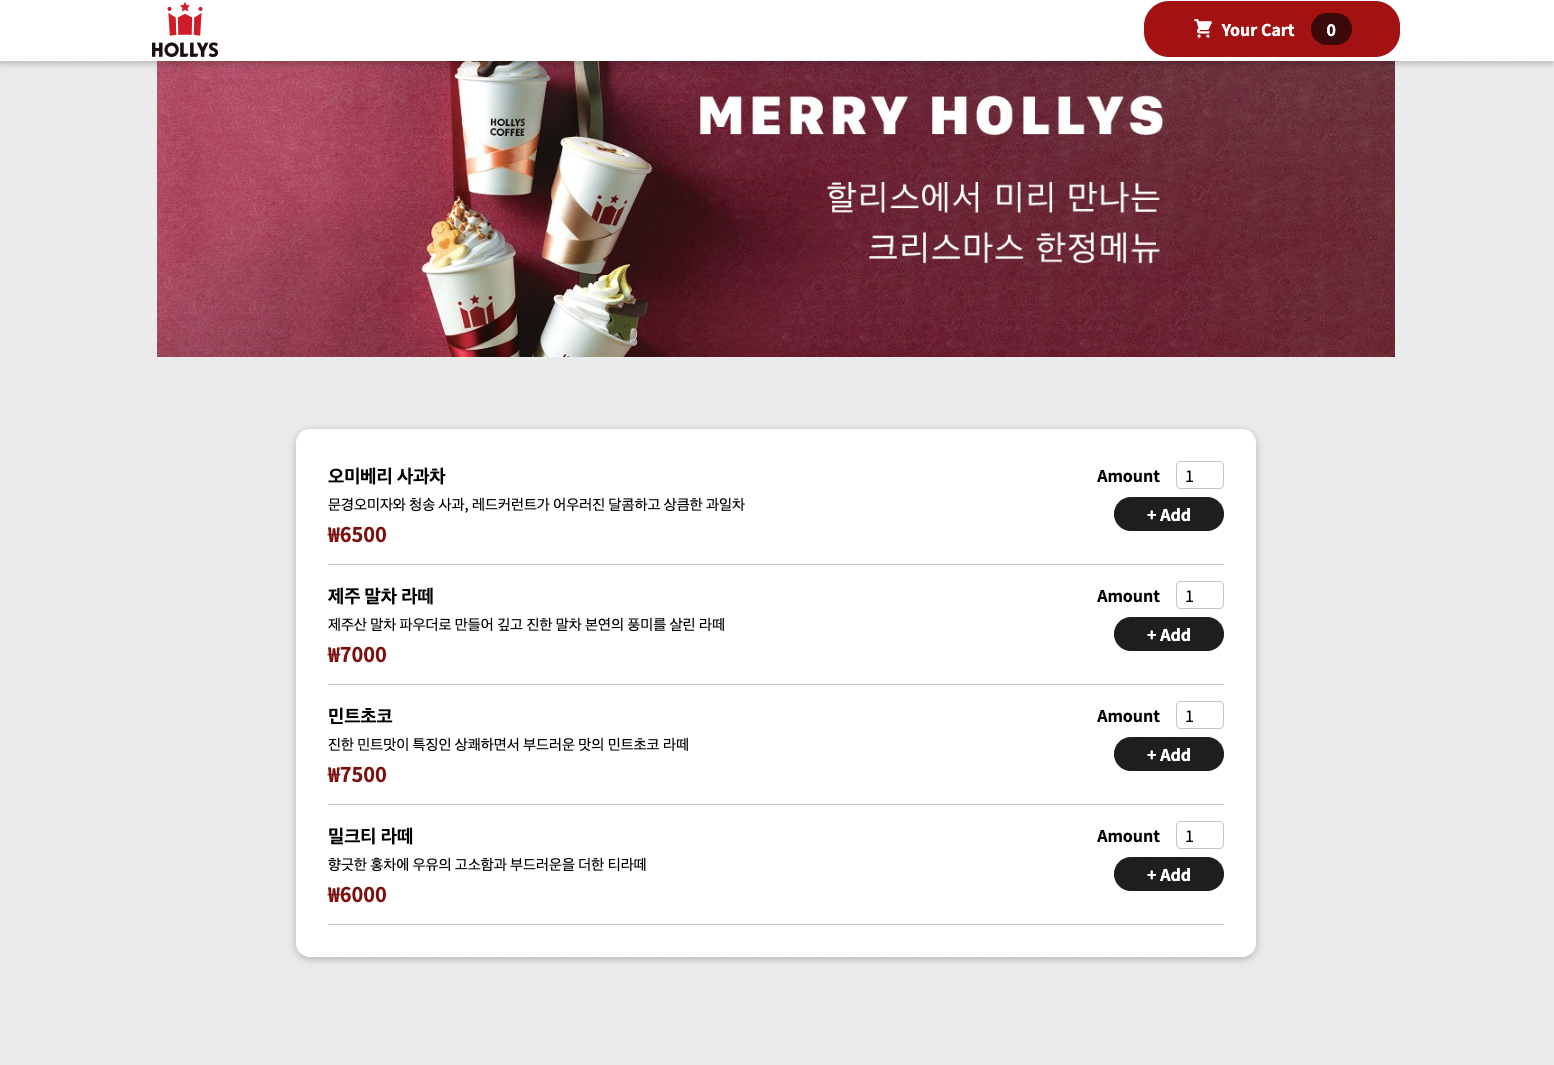 HOLLYS
Your Cart 0
HOLLYS
COFFEE
MERRY HOLLYS
할리스에서 미리 만나는
크리스마스 한정메뉴
오미베리 사과차
Amount 1
문경오미자와 청송 사과, 레드커런트가 어우러진 달콤하고 상큼한 과일차
+ Add
₩6500
제주 말차 라떼
Amount 1
제주산 말차 파우더로 만들어 깊고 진한 말차 본연의 풍미를 살린 라떼
+ Add
₩7000
민트초코
Amount 1
진한 민트맛이 특징인 상쾌하면서 부드러운 맛의 민트초코 라떼
+ Add
₩7500
밀크티 라떼
Amount 1
향긋한 홍차에 우유의 고소함과 부드러운을 더한 티라떼
+ Add
₩6000